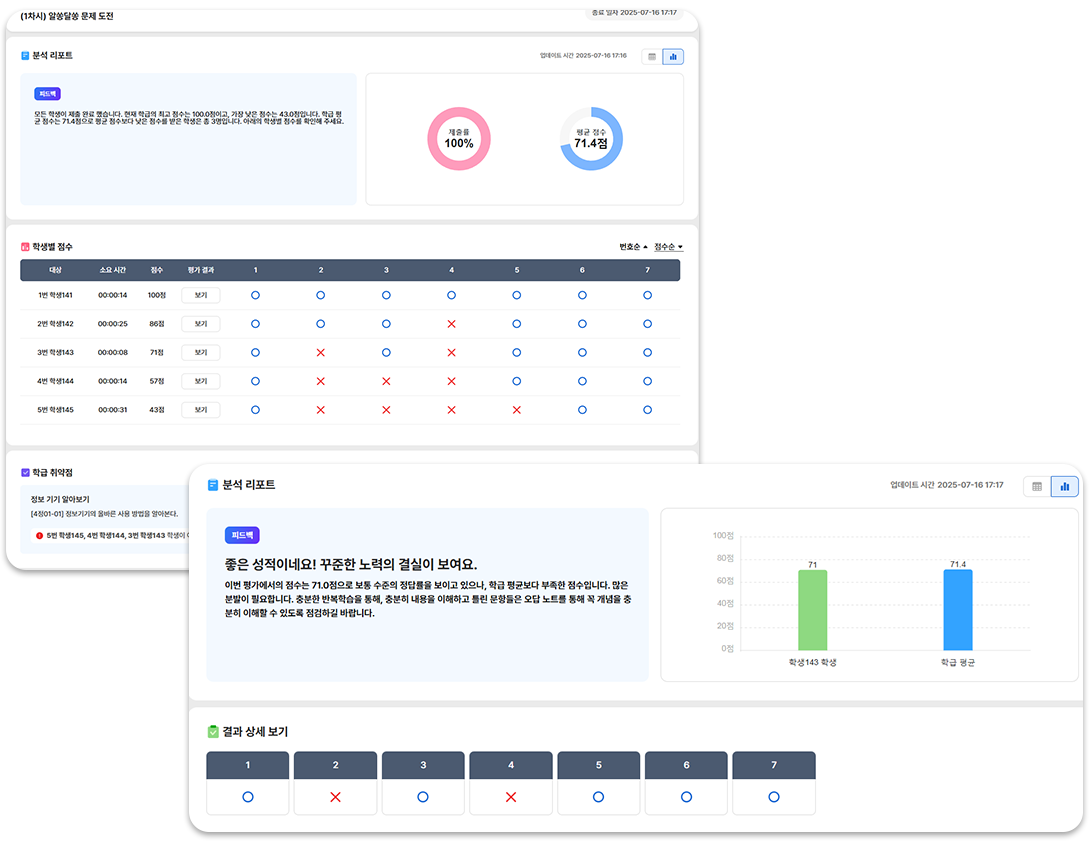 (1차시) 알쏭달쏭 문제 도전
종료 일자 2025-07-16 17:17
분석 리포트
업데이트 시간 2025-07-16 17:16
피드백
모든 학생이 제출 완료 했습니다. 현재 학급의 최고 점수는 100.0점이고, 가장 낮은 점수는 43.0점입니다. 학급 평
균 점수는 71.4점으로 평균 점수보다 낮은 점수를 받은 학생은 총 3명입니다. 아래의 학생별 점수를 확인해 주세요.
제출률
100%
평균 점수
71.4점
학생별 점수
번호순 ▲ 점수순 ▼
대상 소요 시간 점수 평가 결과 1 2 3 4 5 6 7
1번 학생141 00:00:14 100점 보기
2번 학생142 00:00:25 86점 보기
3번 학생143 00:00:08 71점 보기
4번 학생144 00:00:14 57점 보기
5번 학생145 00:00:31 43점 보기
학급 취약점
정보 기기 알아보기
[4정01-01] 정보기기의 올바른 사용 방법을 알아본다.
5번 학생145, 4번 학생144, 3번 학생143 학생이
분석 리포트
업데이트 시간 2025-07-16 17:17
피드백
좋은 성적이네요! 꾸준한 노력의 결실이 보여요.
이번 평가에서의 점수는 71.0점으로 보통 수준의 정답률을 보이고 있으나, 학급 평균보다 부족한 점수입니다. 많은
분발이 필요합니다. 충분한 반복학습을 통해, 충분히 내용을 이해하고 틀린 문항들은 오답 노트를 통해 꼭 개념을 충
분히 이해할 수 있도록 점검하길 바랍니다.
100점
80점
60점
40점
20점
0점
71
71.4
학생143 학생
학급 평균
결과 상세 보기
1 2 3 4 5 6 7